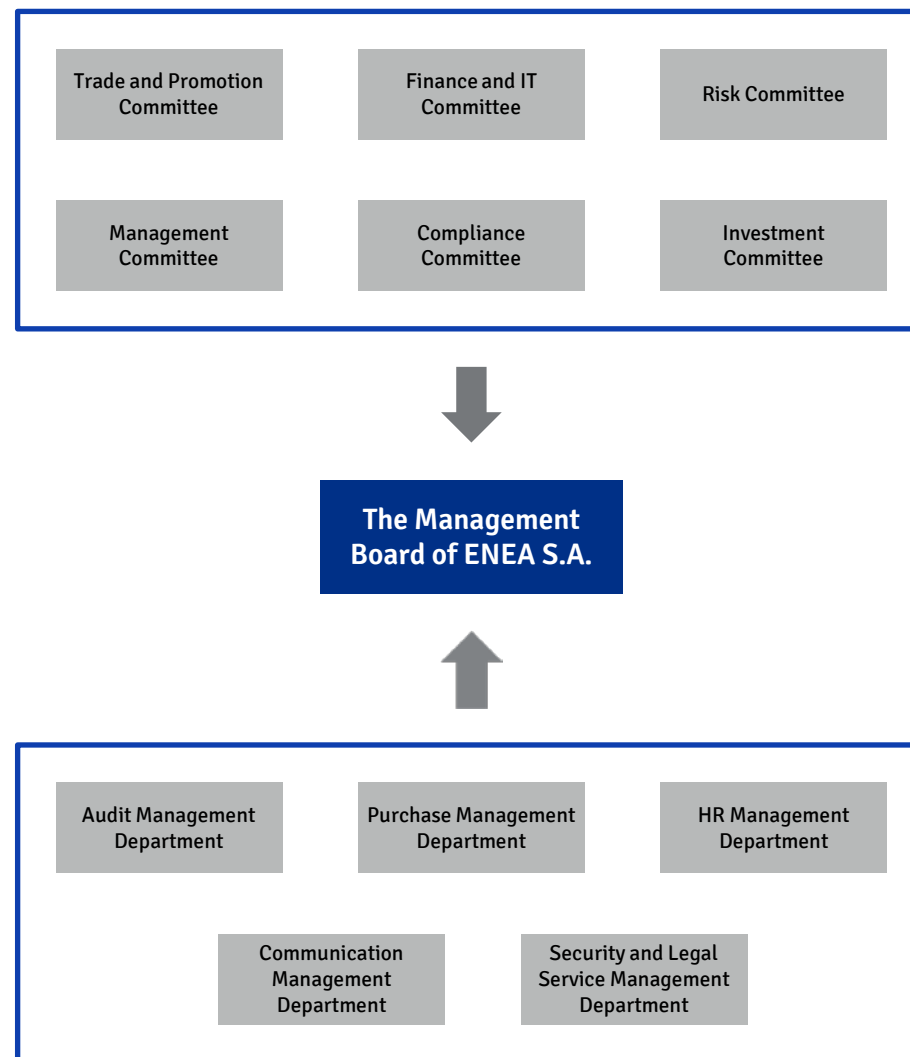 Trade and Promotion
Committee
Finance and IT
Committee
Risk Committee
Management
Committee
Compliance
Committee
Investment
Committee
The Management
Board of ENEA S.A.
Audit Management
Department
Purchase Management
Department
HR Management
Department
Communication
Management
Department
Security and Legal
Service Management
Department